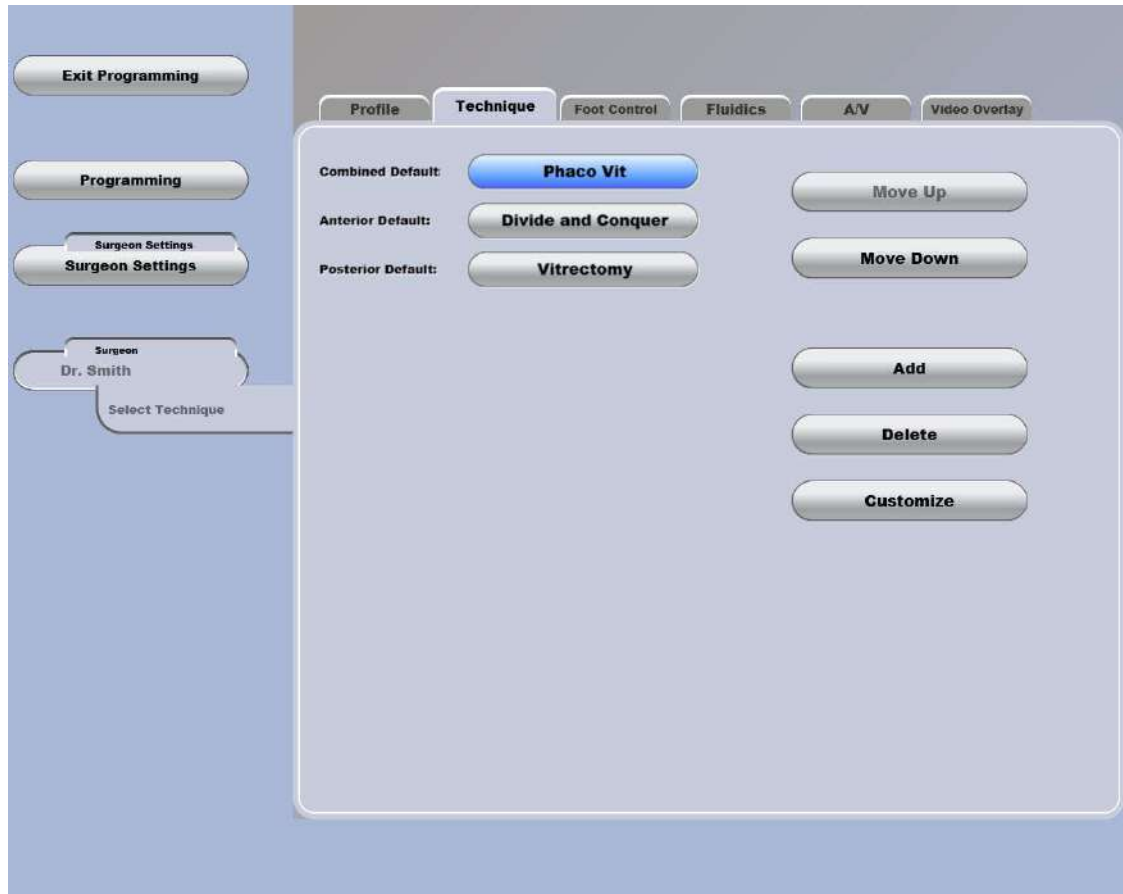 Exit Programming
Programming
Surgeon Settings
Surgeon Settings
Surgeon
Dr. Smith
Select Technique
Profile Technique Foot Control Fluidics A/V Video Overlay
Combined Default: Phaco Vit
Anterior Default: Divide and Conquer
Posterior Default: Vitrectomy
Move Up
Move Down
Add
Delete
Customize